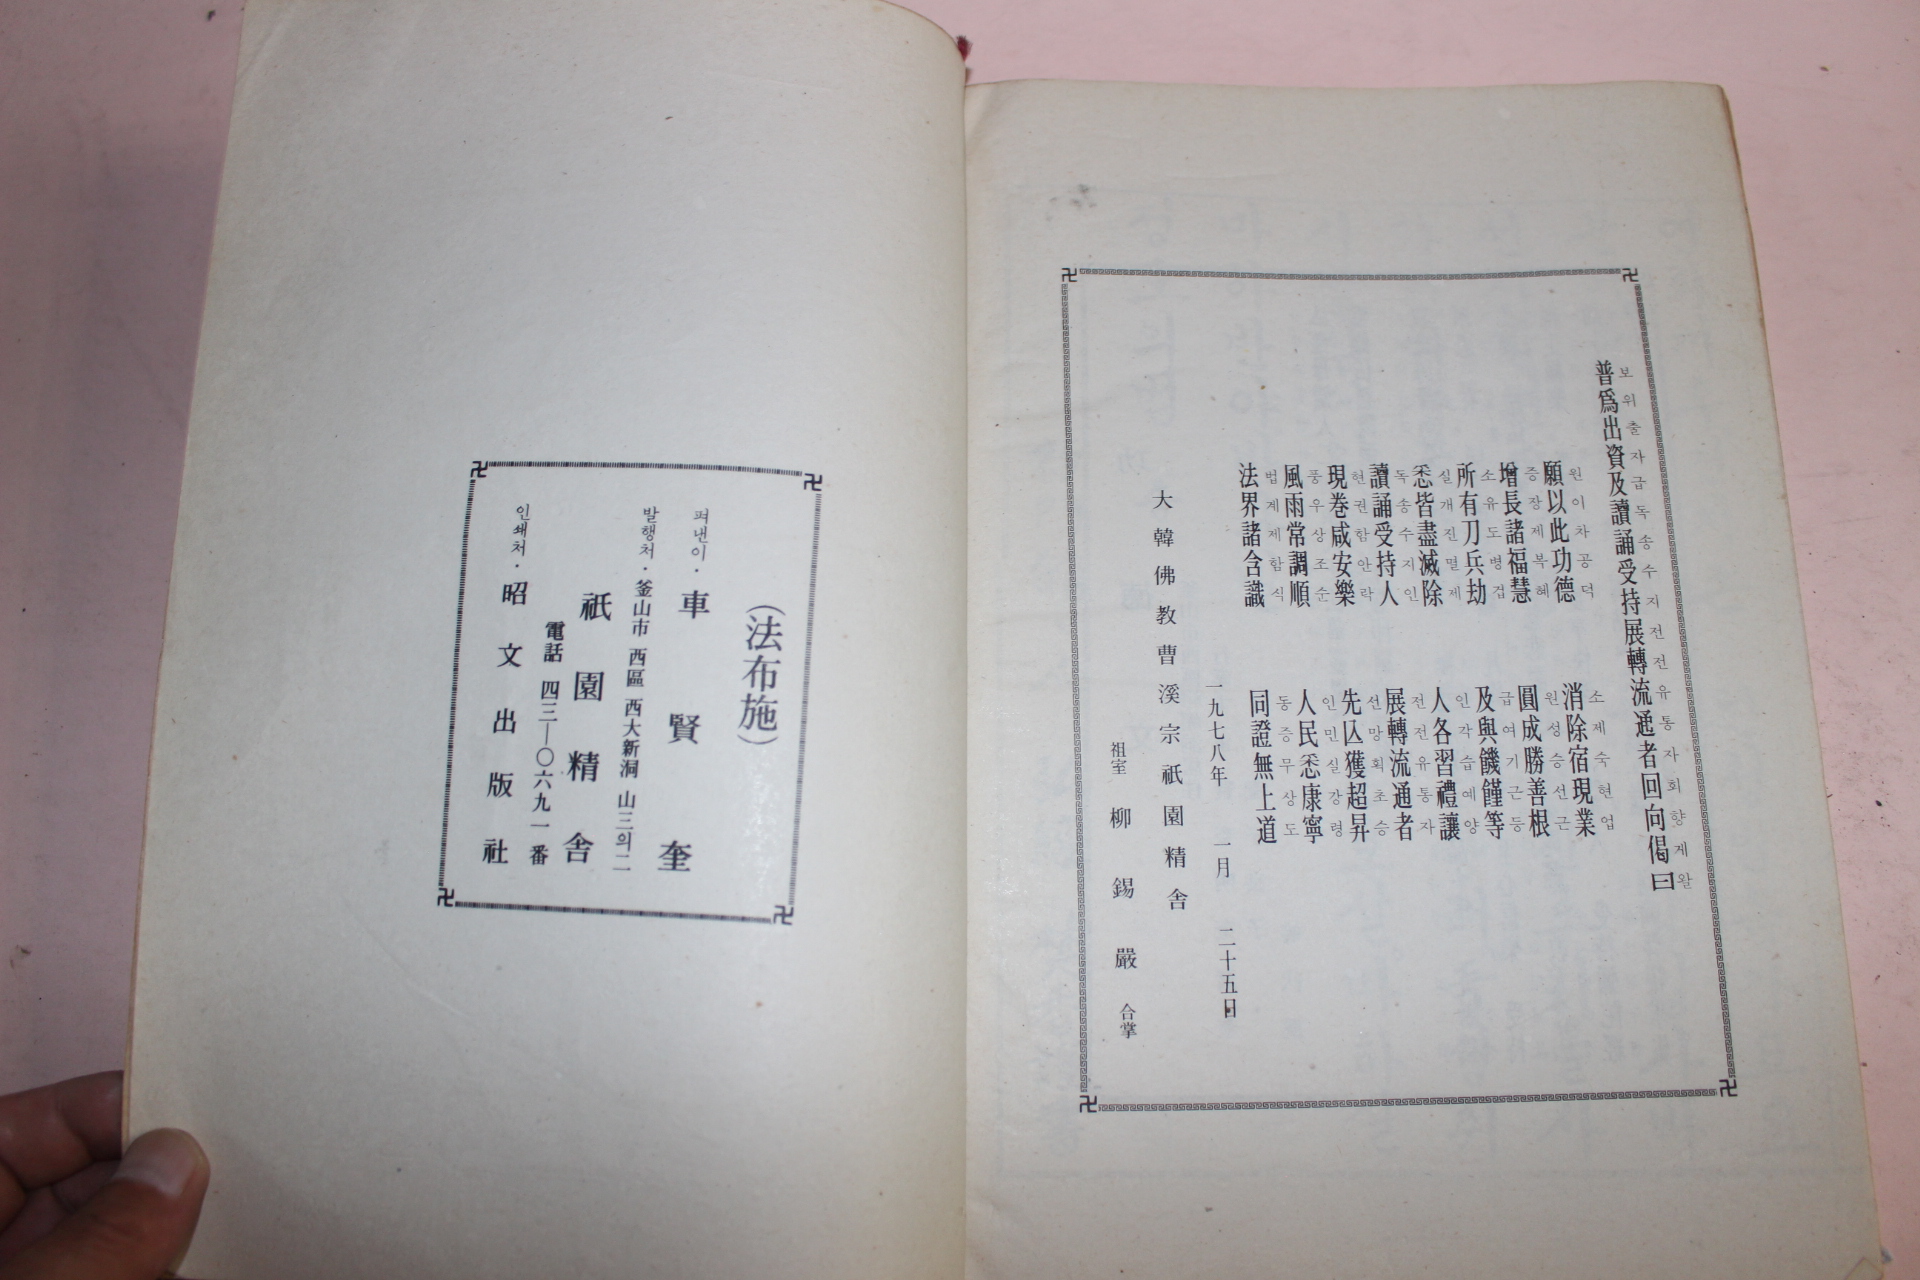 普爲出資及讀誦受持展轉流通者回向偈曰
보위출자급독송수지전전유통자회향게왈
願以此功德 消除宿現業
원이차공덕 소제숙현업
增長諸福慧 圓成勝善根
증장제복혜 원성승선근
所有刀兵劫 及與饑饉等
소유도병겁 급여기근등
悉皆盡滅除 人各習禮讓
실개진멸제 인각습예양
讀誦受持人 展轉流通者
독송수지인 전전유통자
現眷咸安樂 先亡獲超昇
현권함안락 선망획초승
風雨常調順 人民悉康寧
풍우상조순 인민실강령
法界諸含識 同證無上道
법계제함식 동증무상도
一九七八年 一月 二十五日
大韓佛教曹溪宗祇園精舍
祖室 柳錫嚴 合掌
(法布施)
펴낸이· 車賢奎
발행처· 釜山市 西區 西大新洞 山三의二
祇園精舍
電話 四三—〇六九一番
인쇄처· 昭文出版社